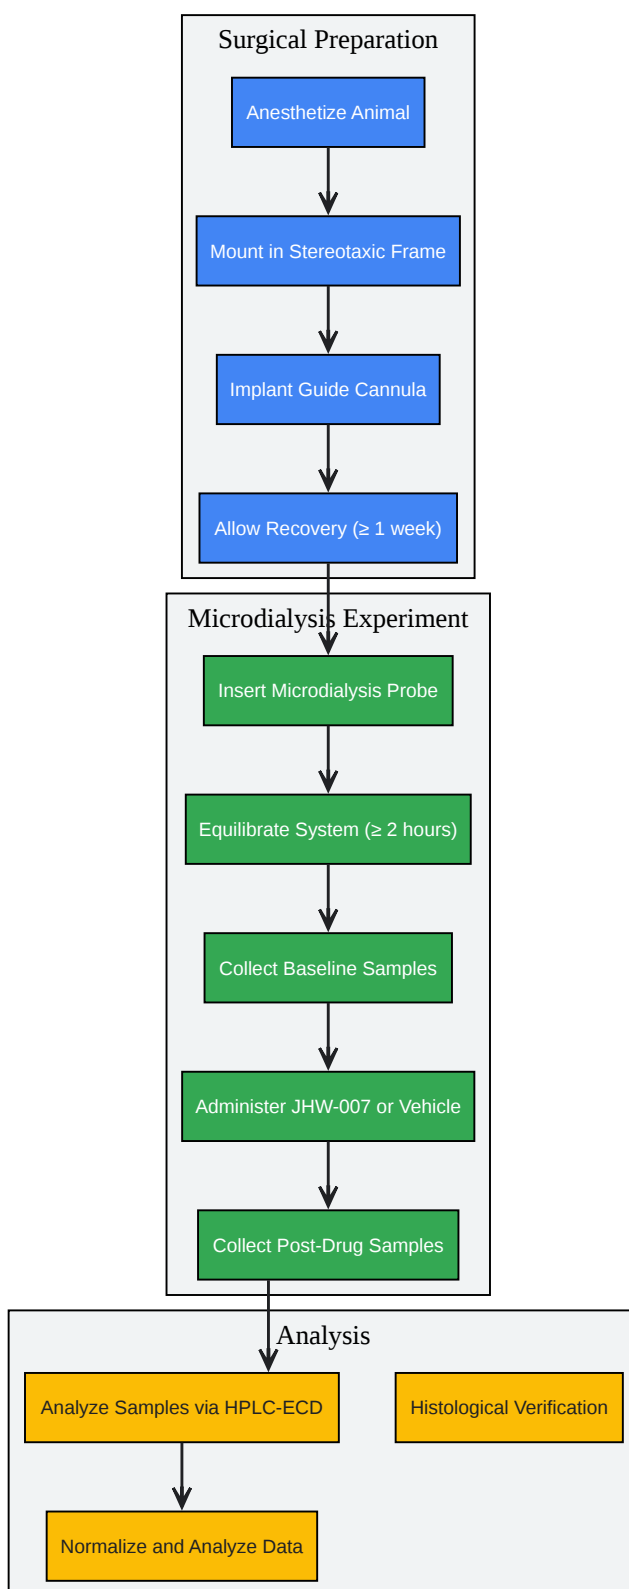 Surgical Preparation
Anesthetize Animal
Mount in Stereotaxic Frame
Implant Guide Cannula
Allow Recovery (≥ 1 week)
Microdialysis Experiment
Insert Microdialysis Probe
Equilibrate System (≥ 2 hours)
Collect Baseline Samples
Administer JHW-007 or Vehicle
Collect Post-Drug Samples
Analysis
Analyze Samples via HPLC-ECD
Histological Verification
Normalize and Analyze Data